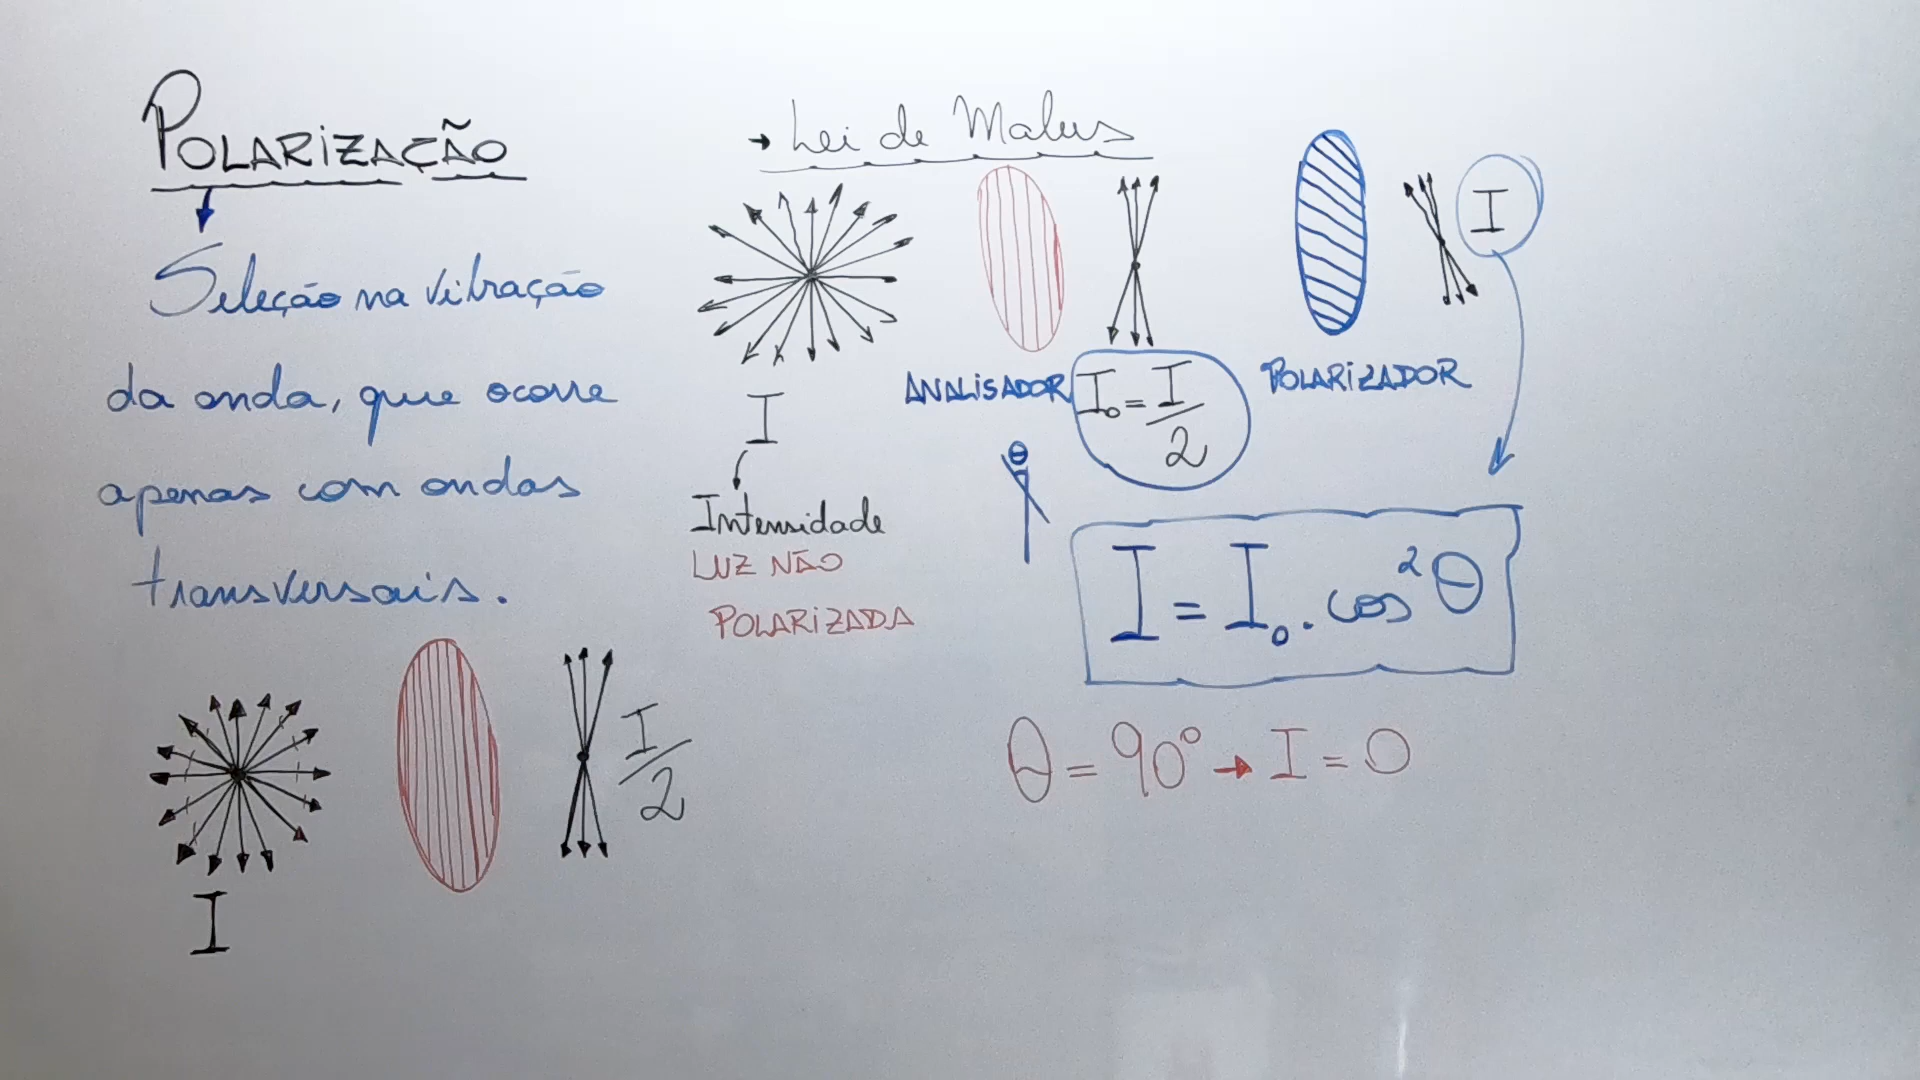 POLARIZAÇÃO
Seleção na vibração
da onda, que ocorre
apenas com ondas
transversais.
I
I/2
→ Lei de Malus
I
Intensidade
LUZ NÃO
POLARIZADA
ANALISADOR
I₀ = I/2
POLARIZADOR
I
θ
I = I₀ . cos² θ
θ = 90° → I = 0